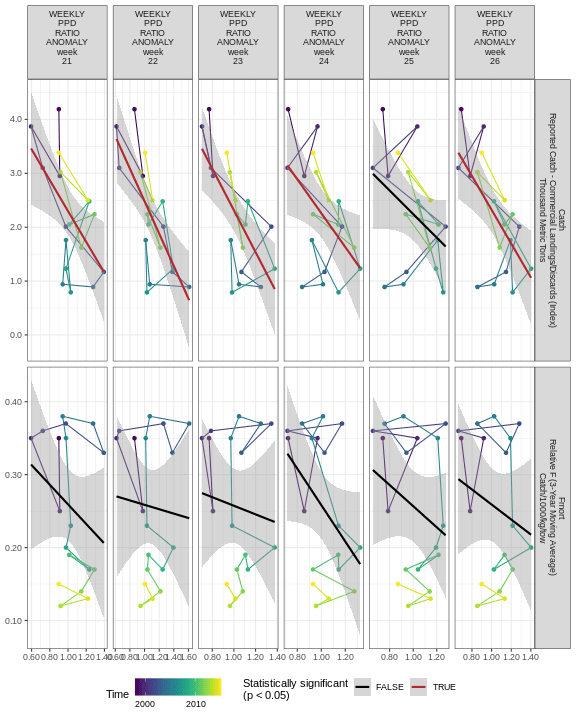 WEEKLY
PPD
RATIO
ANOMALY
week
21
WEEKLY
PPD
RATIO
ANOMALY
week
22
WEEKLY
PPD
RATIO
ANOMALY
week
23
WEEKLY
PPD
RATIO
ANOMALY
week
24
WEEKLY
PPD
RATIO
ANOMALY
week
25
WEEKLY
PPD
RATIO
ANOMALY
week
26
4.0
3.0
2.0
1.0
0.0
Catch
Reported Catch - Commercial Landings/Discards (Index)
Thousand Metric Tons
0.40
0.30
0.20
0.10
Fmort
Relative F (3-Year Moving Average)
Catch/1000/kg/tow
0.60 0.80 1.00 1.20 1.40
0.60 0.80 1.00 1.20 1.40 1.60
0.80 1.00 1.20 1.40
0.80 1.00 1.20
0.80 1.00 1.20
0.60 0.80 1.00 1.20 1.40
Time
2000 2010
Statistically significant
(p < 0.05)
FALSE TRUE